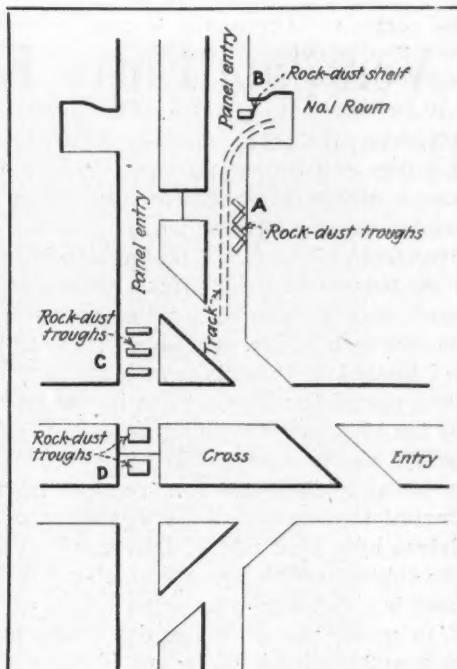 Panel entry
B
Rock-dust shelf
No.1 Room
A
Rock-dust troughs
Panel entry
Rock-dust
troughs
C
Track
Rock-dust
troughs
D
Cross
Entry